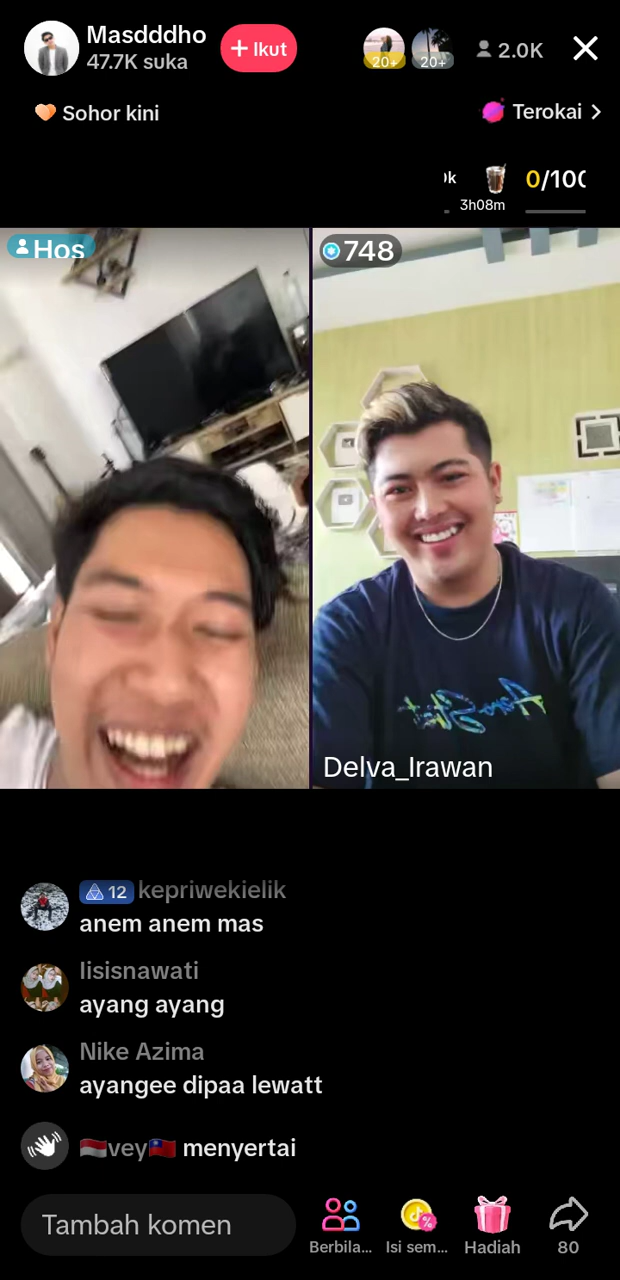 Masdddho
47.7K suka
+ Ikut
20+
20+
2.0K
Sohor kini
Terokai >
0/100
3h08m
Hos
748
Delva_Irawan
12 kepriwekielik
anem anem mas
lisisnawati
ayang ayang
Nike Azima
ayangee dipaa lewatt
🇮🇩vey🇹🇼 menyertai
Tambah komen
Berbila...
Isi sem...
Hadiah
80